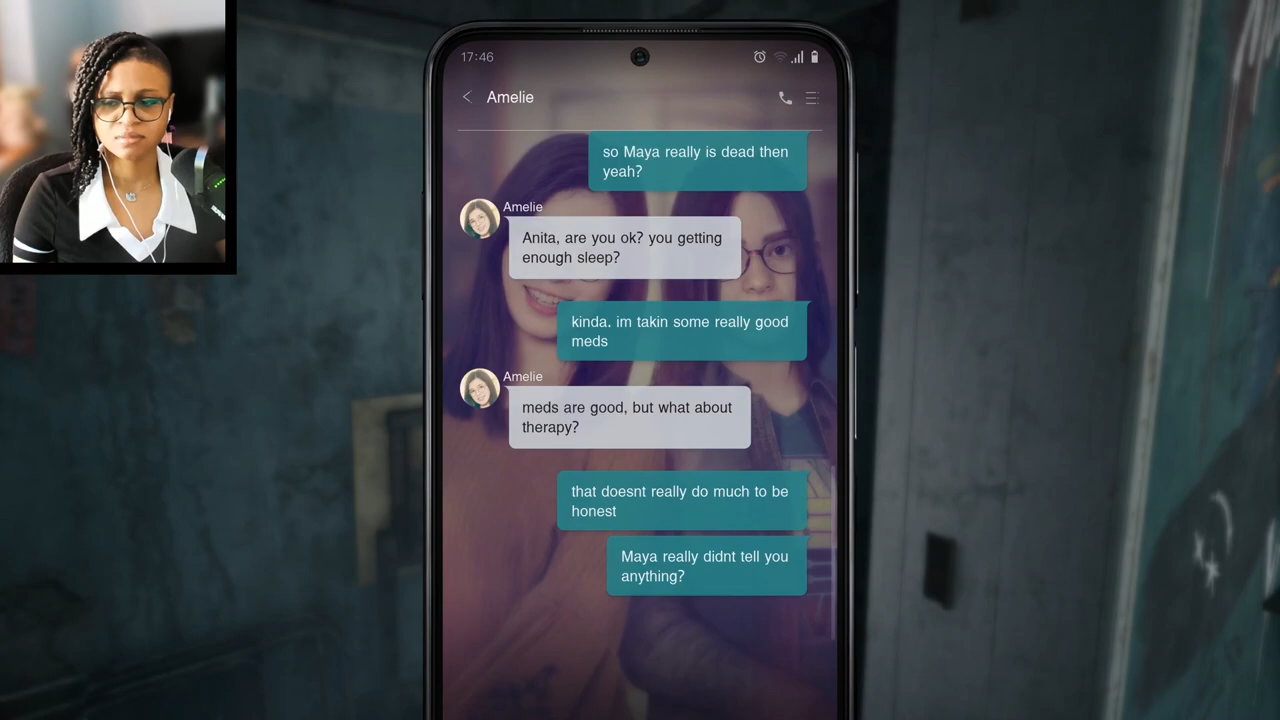 17:46
Amelie
so Maya really is dead then
yeah?
Amelie
Anita, are you ok? you getting
enough sleep?
kinda. im takin some really good
meds
Amelie
meds are good, but what about
therapy?
that doesnt really do much to be
honest
Maya really didnt tell you
anything?